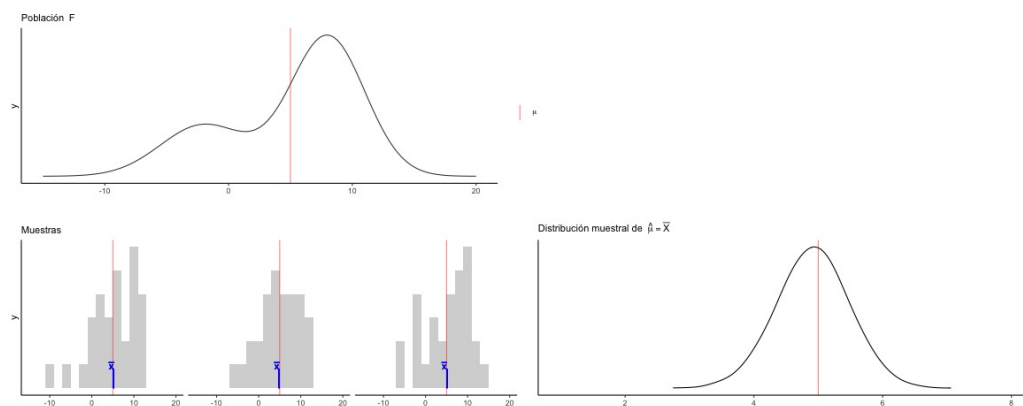 Población F
y
μ
-10 0 10 20
Muestras
y
X̄ X̄ X̄
-10 0 10 20 -10 0 10 20 -10 0 10 20
Distribución muestral de μ̂ = X̄
2 4 6 8